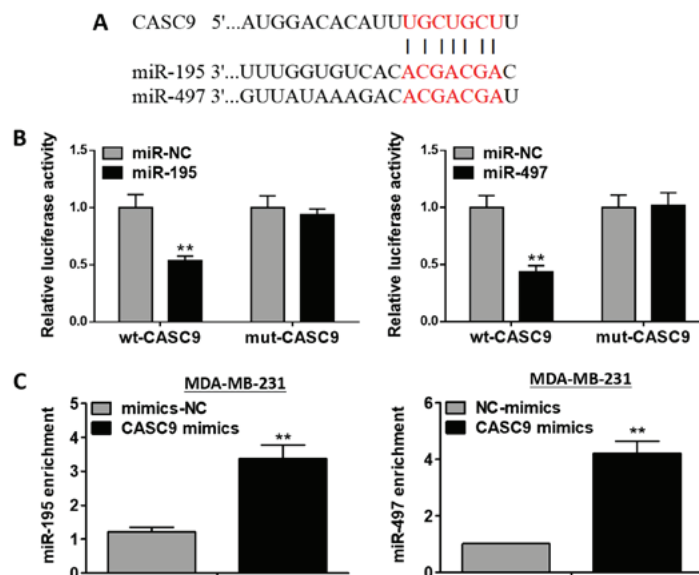 A
CASC9 5'...AUGGACACAUUUGCUGCUU
miR-195 3'...UUUGGUGUCACACGACGAC
miR-497 3'...GUUAUAAAGACACGACGAU
B
Relative luciferase activity
1.5
1.0
0.5
0.0
miR-NC
miR-195
**
wt-CASC9 mut-CASC9
Relative luciferase activity
1.5
1.0
0.5
0.0
miR-NC
miR-497
**
wt-CASC9 mut-CASC9
C
MDA-MB-231
miR-195 enrichment
5
4
3
2
1
0
mimics-NC
CASC9 mimics
**
MDA-MB-231
miR-497 enrichment
6
4
2
0
NC-mimics
CASC9 mimics
**